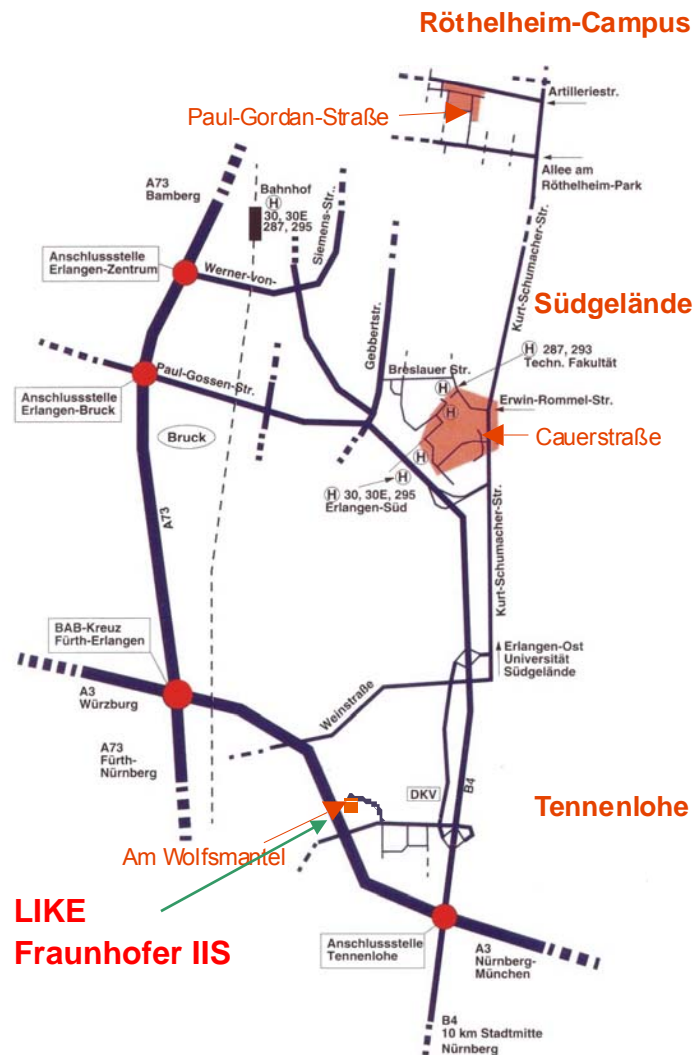 Röthelheim-Campus
Artilleriestr.
Paul-Gordan-Straße
Allee am
Röthelheim-Park
A73
Bamberg
Bahnhof
H
30, 30E
287, 295
Siemens-Str..
Kurt-Schumacher-Str.
Anschlussstelle
Erlangen-Zentrum
Werner-von-
Südgelände
Gebbertstr.
H 287, 293
Techn. Fakultät
Breslauer Str.
Paul-Gossen-Str.
H
Anschlussstelle
Erlangen-Bruck
Erwin-Rommel-Str.
H
Bruck
Cauerstraße
H
H
H 30, 30E, 295
Erlangen-Süd
A73
Kurt-Schumacher-Str.
BAB-Kreuz
Fürth-Erlangen
Erlangen-Ost
Universität
Südgelände
A3
Würzburg
Weinstraße
A73
Fürth-
Nürnberg
B4
DKV
Tennenlohe
Am Wolfsmantel
LIKE
Fraunhofer IIS
Anschlussstelle
Tennenlohe
A3
Nürnberg-
München
B4
10 km Stadtmitte
Nürnberg